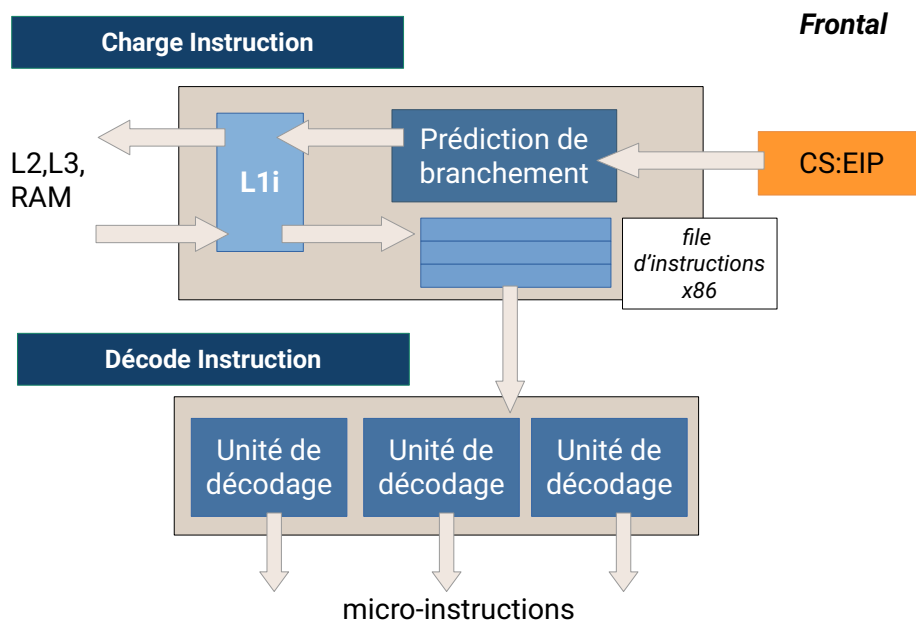 Frontal
Charge Instruction
Prédiction de
branchement
CS:EIP
L2,L3,
RAM
L1i
file
d'instructions
x86
Décode Instruction
Unité de
décodage
Unité de
décodage
Unité de
décodage
micro-instructions